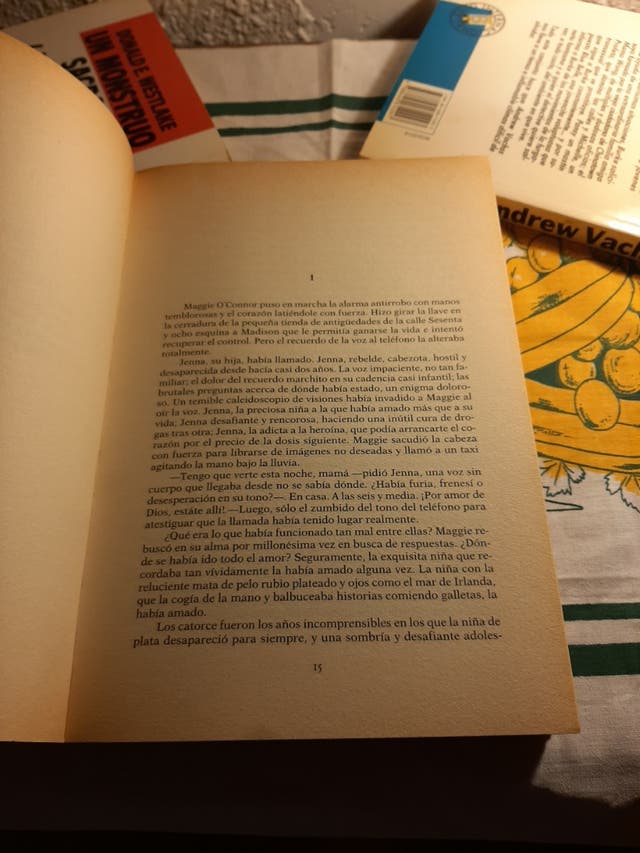 DONALD E. WESTLAKE
UN MONSTRUO
ndrew Vach
1
Maggie O'Connor puso en marcha la alarma antirrobo con manos
temblorosas y el corazón latiéndole con fuerza. Hizo girar la llave en
la cerradura de la pequeña tienda de antigüedades de la calle Sesenta
y ocho esquina a Madison que le permitía ganarse la vida e intentó
recuperar el control. Pero el recuerdo de la voz al teléfono la alteraba
totalmente.
Jenna, su hija, había llamado. Jenna, rebelde, cabezota, hostil y
desaparecida desde hacía casi dos años. La voz impaciente, no tan fa-
miliar; el dolor del recuerdo marchito en su cadencia casi infantil; las
brutales preguntas acerca de dónde había estado, un enigma doloro-
so. Un temible caleidoscopio de visiones había invadido a Maggie al
oír la voz. Jenna, la preciosa niña a la que había amado más que a su
vida; Jenna desafiante y rencorosa, haciendo una inútil cura de dro-
gas tras otra; Jenna, la adicta a la heroína, que podía arrancarte el co-
razón por el precio de la dosis siguiente. Maggie sacudió la cabeza
con fuerza para librarse de imágenes no deseadas y llamó a un taxi
agitando la mano bajo la lluvia.
—Tengo que verte esta noche, mamá —pidió Jenna, una voz sin
cuerpo que llegaba desde no se sabía dónde. ¿Había furia, frenesí o
desesperación en su tono?—. En casa. A las seis y media. ¡Por amor de
Dios, estáte allí! —Luego, sólo el zumbido del tono del teléfono para
atestiguar que la llamada había tenido lugar realmente.
¿Qué era lo que había funcionado tan mal entre ellas? Maggie re-
buscó en su alma por millonésima vez en busca de respuestas. ¿Dón-
de se había ido todo el amor? Seguramente, la exquisita niña que re-
cordaba tan vívidamente la había amado alguna vez. La niña con la
reluciente mata de pelo rubio plateado y ojos como el mar de Irlanda,
que la cogía de la mano y balbuceaba historias comiendo galletas, la
había amado.
Los catorce fueron los años incomprensibles en los que la niña de
plata desapareció para siempre, y una sombría y desafiante adoles-
15